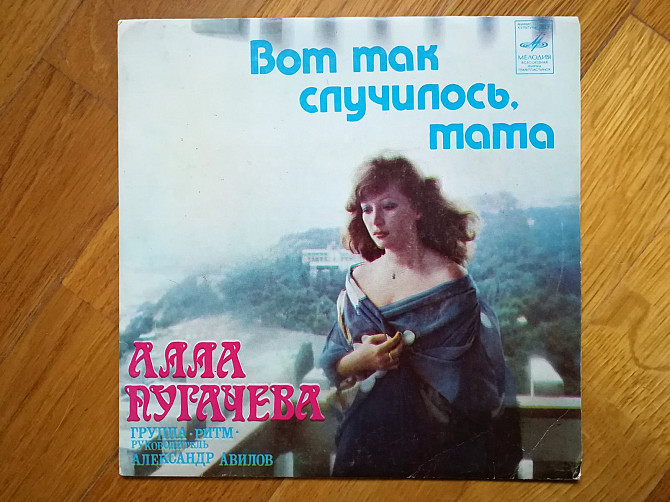 Вот так
случилось,
мама
МЕЛОДИЯ
АЛЛА
ПУГАЧЕВА
ГРУППА·РИТМ·
РУКОВОДИТЕЛЬ
АЛЕКСАНДР АВИЛОВ